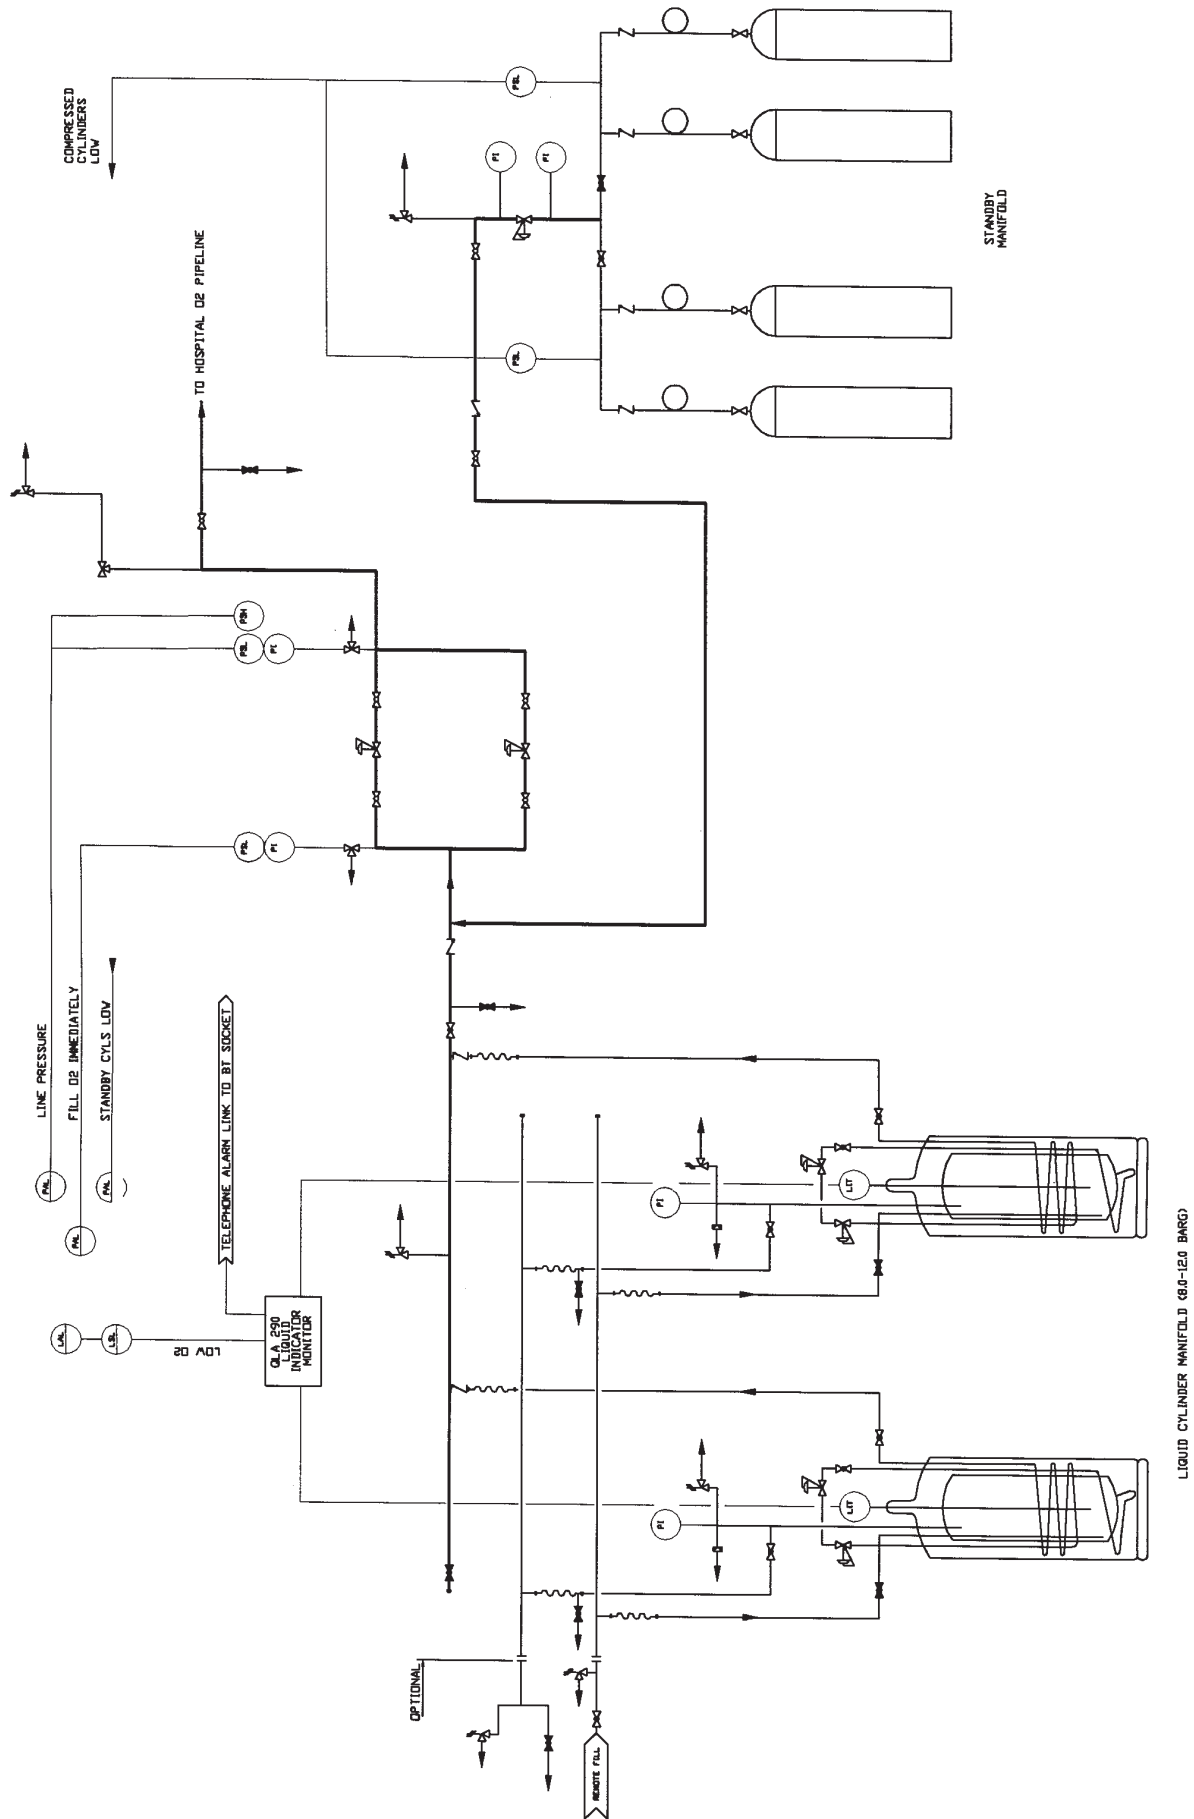 LINE PRESSURE
FILL O2 IMMEDIATELY
STANDBY CYLS LOW
TELEPHONE ALARM LINK TO BT SOCKET
PAL
PAL
PAL
LAL
LSL
LOW O2
QLA 290
LIQUID
INDICATOR
MONITOR
PSL
PI
PSL
PI
PSH
TO HOSPITAL O2 PIPELINE
COMPRESSED
CYLINDERS
LOW
PSL
PSL
PI
PI
STANDBY
MANIFOLD
OPTIONAL
REMOTE FILL
PI
LIT
PI
LIT
LIQUID CYLINDER MANIFOLD (8.0-12.0 BARG)